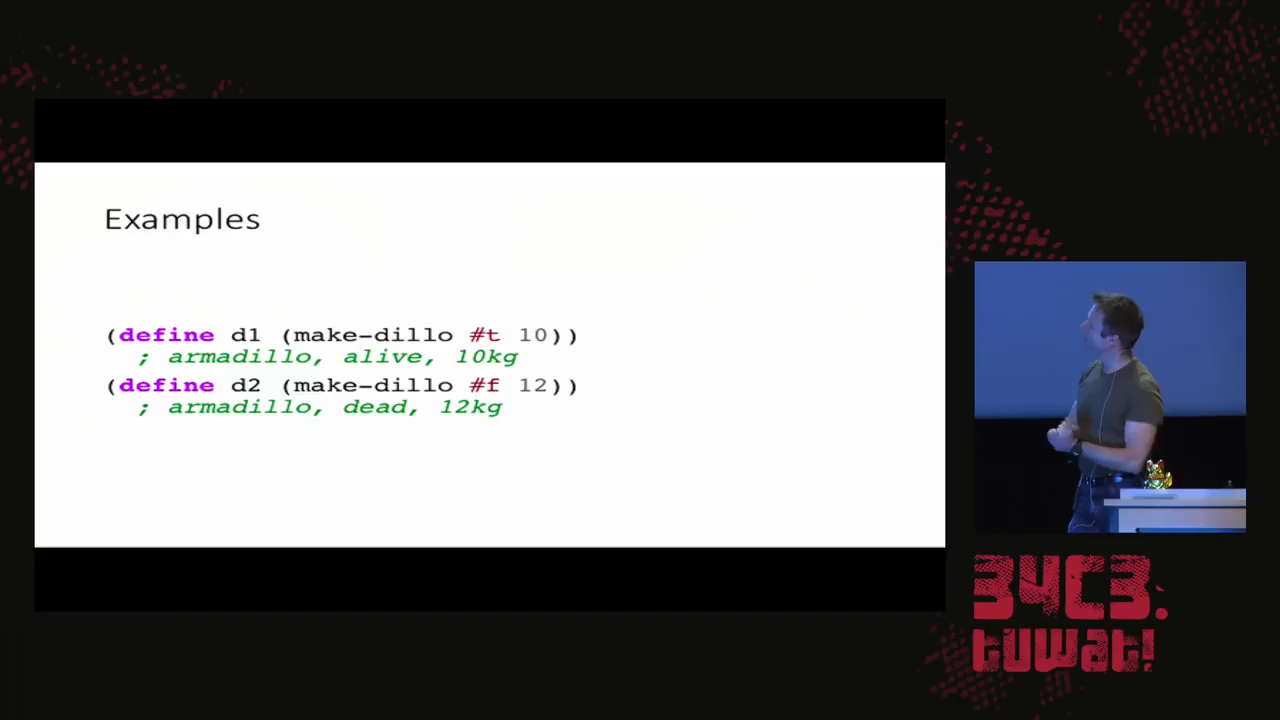 Examples
(define d1 (make-dillo #t 10))
; armadillo, alive, 10kg
(define d2 (make-dillo #f 12))
; armadillo, dead, 12kg
34C3.
tuwat!